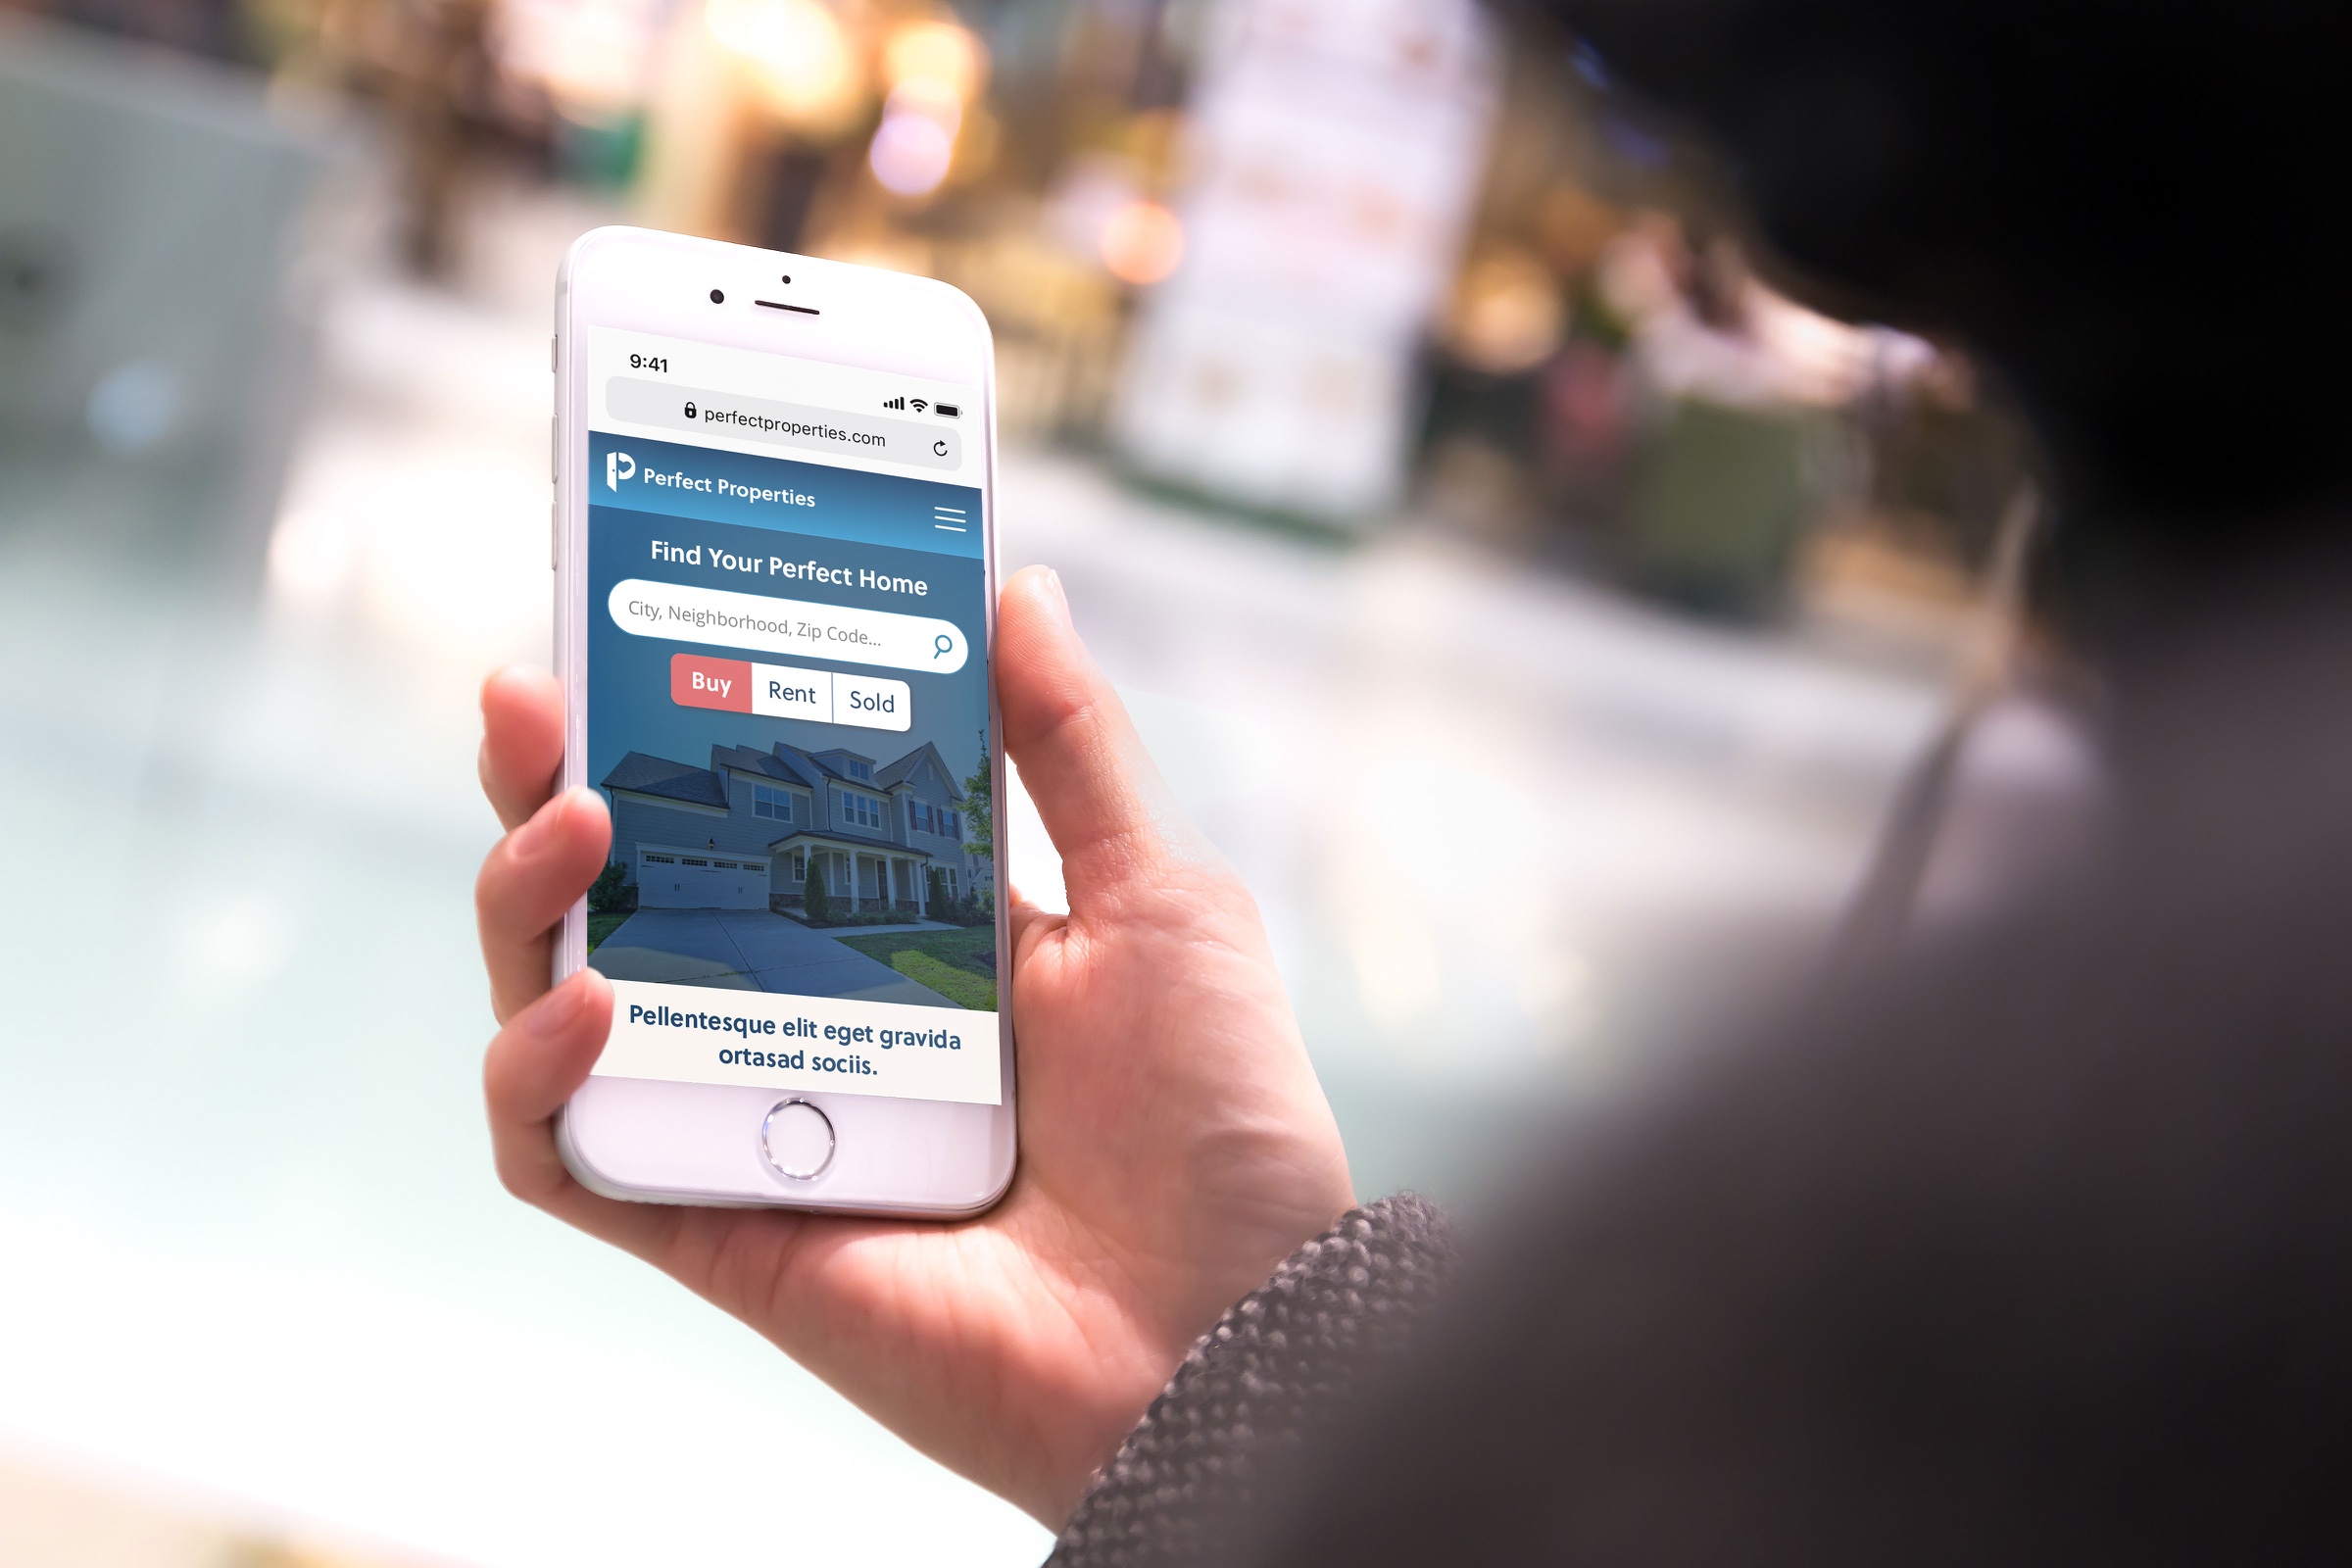 9:41
perfectproperties.com
Perfect Properties
Find Your Perfect Home
City, Neighborhood, Zip Code...
Buy Rent Sold
Pellentesque elit eget gravida
ortasad sociis.